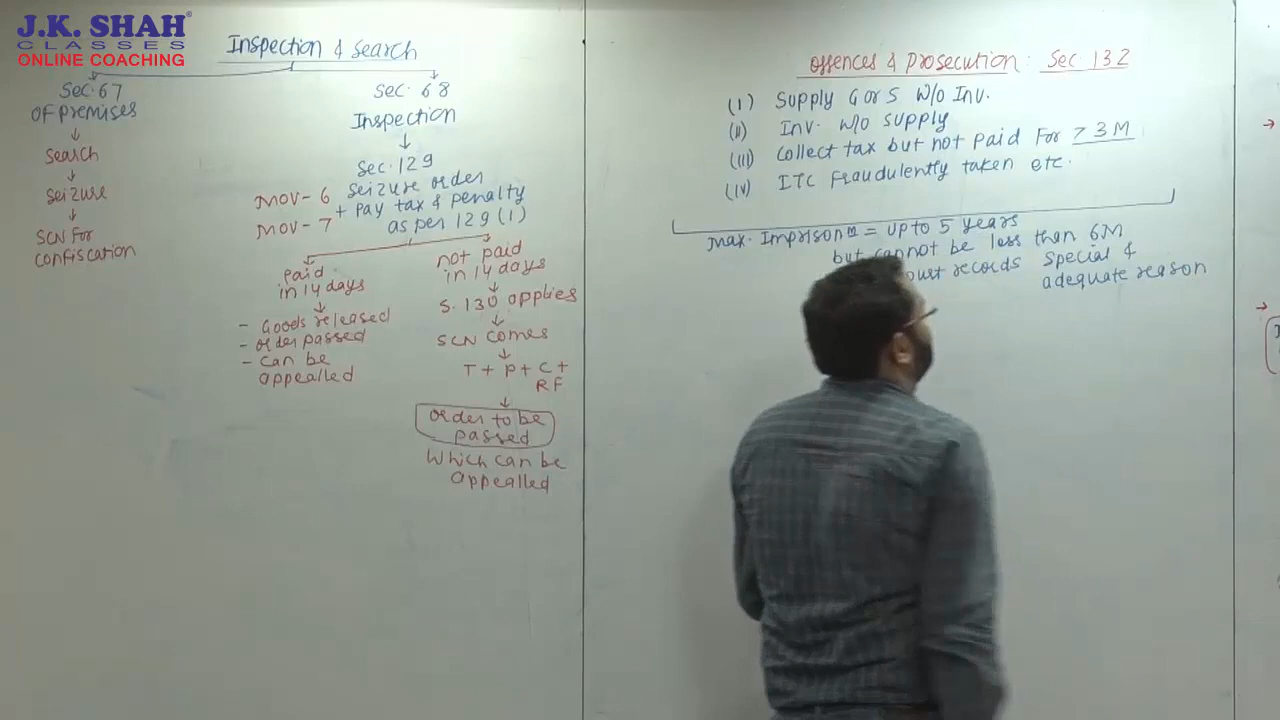 J.K. SHAH®
CLASSES
ONLINE COACHING
Inspection & Search
Sec. 67
Of Premises
Search
Seizure
SCN for
confiscation
Sec. 68
Inspection
Sec. 129
MOV-6 Seizure order
+ pay tax & penalty
MOV-7 as per 129 (1)
Paid
in 14 days
- Goods released
- order passed
- can be
appealled
not paid
in 14 days
S. 130 applies
SCN comes
T + P + C +
RF
order to be
passed
Which can be
appealled
Offences & Prosecution: Sec. 132
(I) Supply G or S W/o Inv.
(II) Inv. W/o supply
(III) Collect tax but not paid for > 3 M
(IV) ITC Fraudulently taken etc.
Max. Imprisonⁿ = upto 5 years
but cannot be less than 6M
records special &
adequate reason